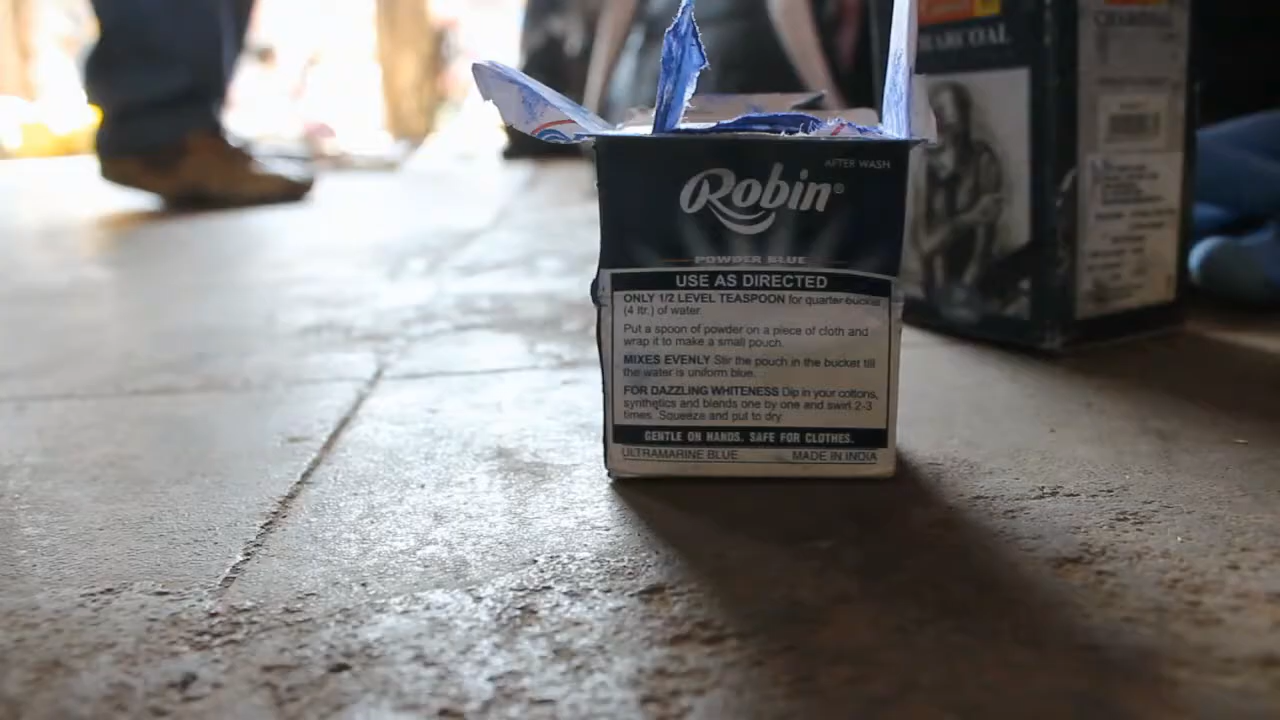 AFTER WASH
Robin®
POWDER BLUE
USE AS DIRECTED
ONLY 1/2 LEVEL TEASPOON for quarter bucket
(4 ltr.) of water.
Put a spoon of powder on a piece of cloth and
wrap it to make a small pouch.
MIXES EVENLY Stir the pouch in the bucket till
the water is uniform blue.
FOR DAZZLING WHITENESS Dip in your cottons,
synthetics and blends one by one and swirl 2-3
times. Squeeze and put to dry
GENTLE ON HANDS. SAFE FOR CLOTHES.
ULTRAMARINE BLUE MADE IN INDIA
CHARCOAL
CHARCOAL